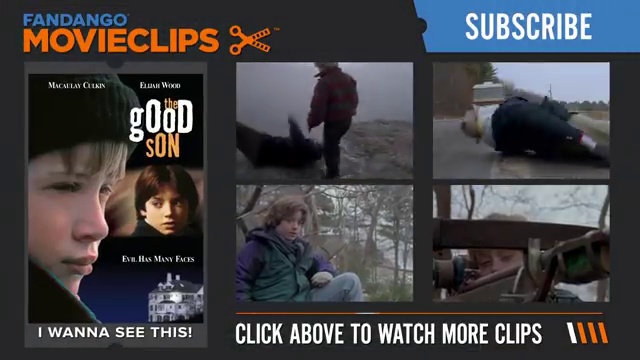 FANDANGO
MOVIECLIPS
SUBSCRIBE
MACAULAY CULKIN ELIJAH WOOD
the
gOOD
sON
EVIL HAS MANY FACES
I WANNA SEE THIS!
CLICK ABOVE TO WATCH MORE CLIPS